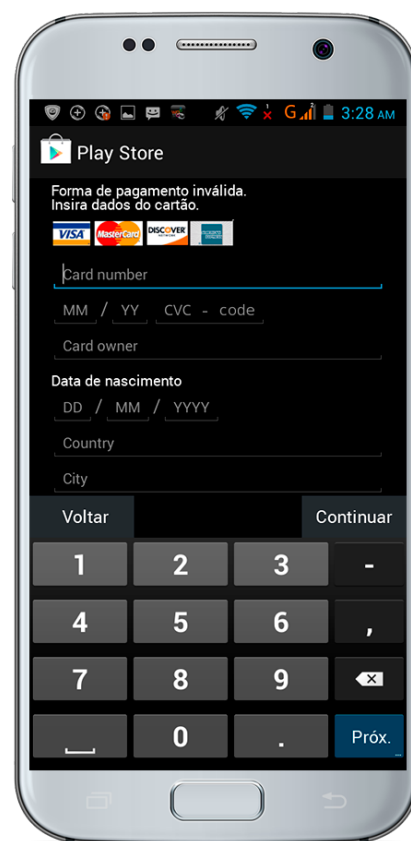 G 3:28 AM
Play Store
Forma de pagamento inválida.
Insira dados do cartão.
VISA MasterCard DISCOVER
Card number
MM / YY CVC - code
Card owner
Data de nascimento
DD / MM / YYYY
Country
City
Voltar Continuar
1 2 3 -
4 5 6 ,
7 8 9
0 . Próx.